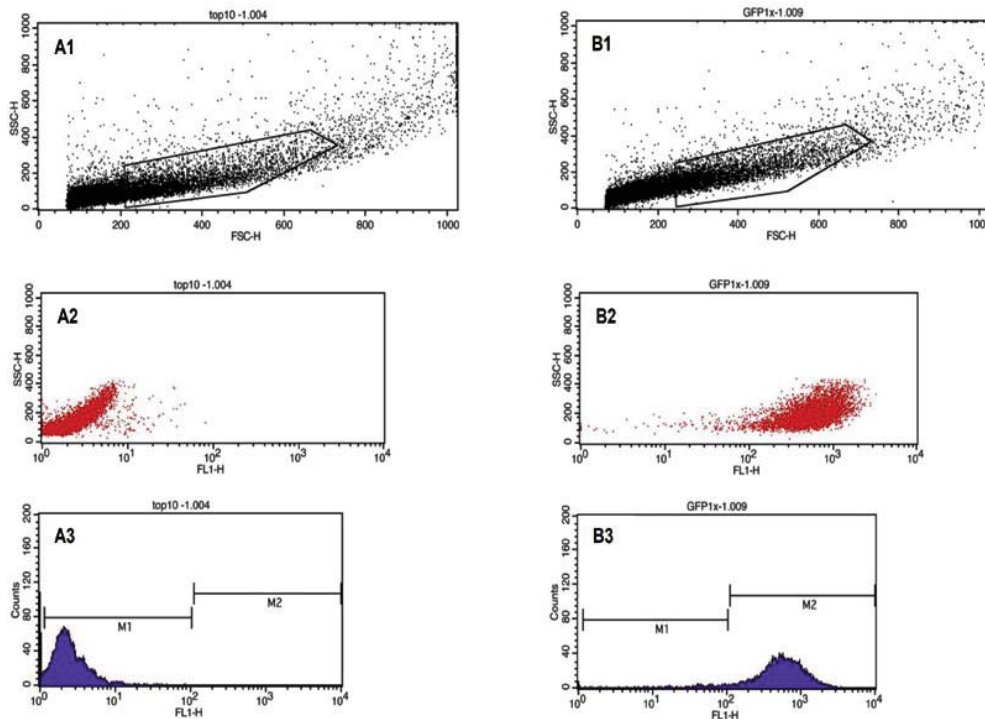 top10 -1.004
A1
1000
800
600
400
200
0
SSC-H
0 200 400 600 800 1000
FSC-H
GFP1x-1.009
B1
1000
800
600
400
200
0
SSC-H
0 200 400 600 800 100
FSC-H
top10 -1.004
A2
1000
800
600
400
200
0
SSC-H
10^0 10^1 10^2 10^3 10^4
FL1-H
GFP1x-1.009
B2
1000
800
600
400
200
0
SSC-H
10^0 10^1 10^2 10^3 10^4
FL1-H
top10 -1.004
A3
200
160
120
80
40
0
Counts
M1
M2
10^0 10^1 10^2 10^3 10^4
FL1-H
GFP1x-1.009
B3
200
160
120
80
40
0
Counts
M1
M2
10^0 10^1 10^2 10^3 10^4
FL1-H